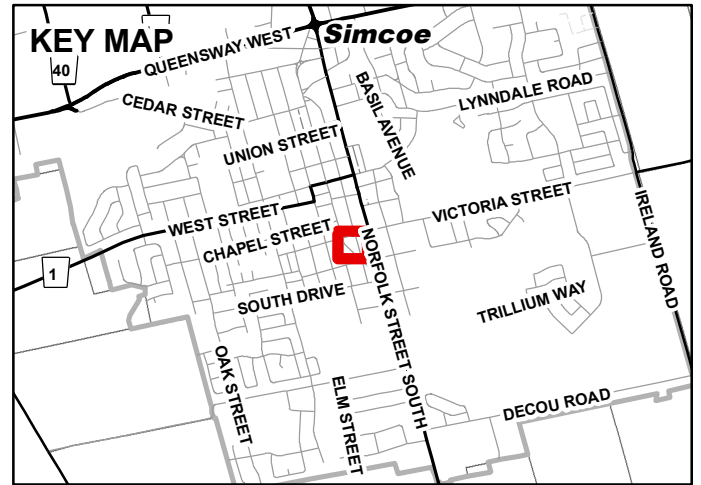 KEY MAP
Simcoe
40
QUEENSWAY WEST
CEDAR STREET
BASIL AVENUE
LYNNDALE ROAD
UNION STREET
WEST STREET
VICTORIA STREET
CHAPEL STREET
IRELAND ROAD
1
NORFOLK STREET SOUTH
SOUTH DRIVE
TRILLIUM WAY
OAK STREET
ELM STREET
DECOU ROAD